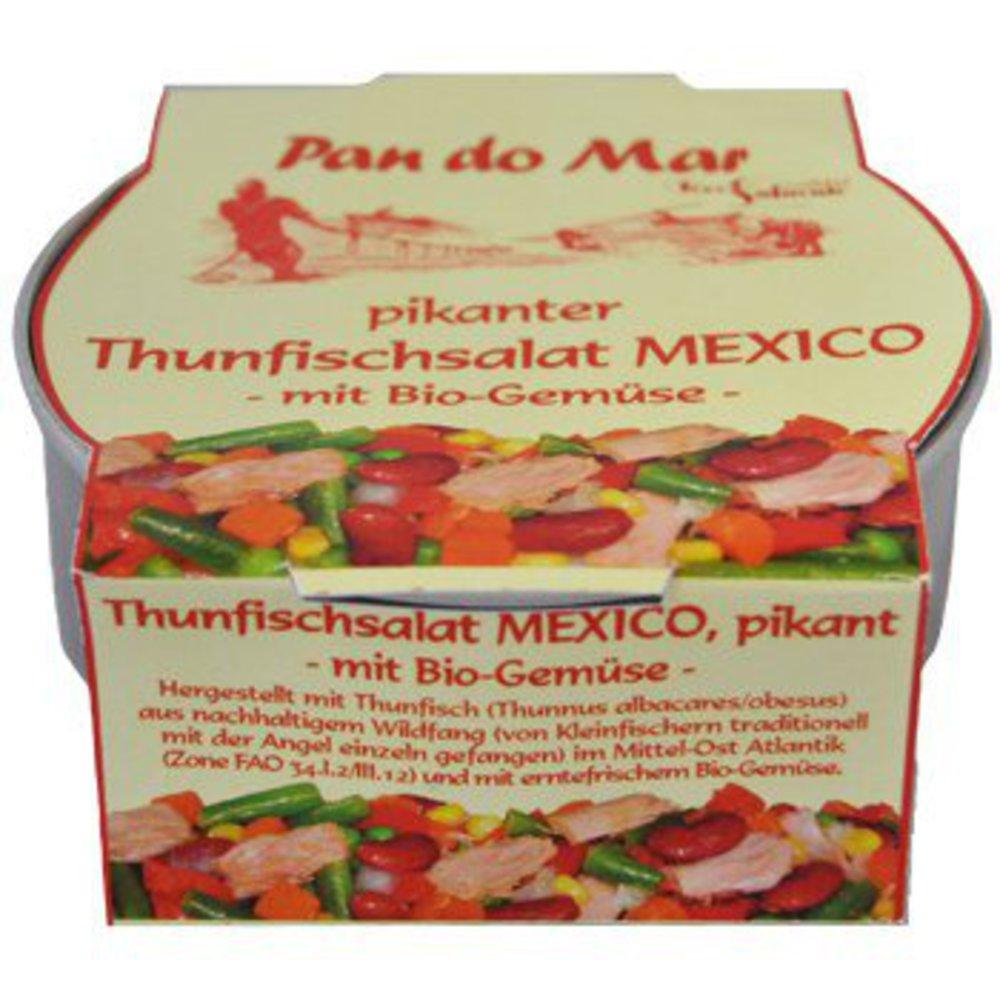 Pan do Mar
pikanter
Thunfischsalat MEXICO
- mit Bio-Gemüse -
Thunfischsalat MEXICO, pikant
- mit Bio-Gemüse -
Hergestellt mit Thunfisch (Thunnus albacares/obesus)
aus nachhaltigem Wildfang (von Kleinfischern traditionell
mit der Angel einzeln gefangen) im Mittel-Ost Atlantik
(Zone FAO 34.1.2/III.12) und mit erntefrischem Bio-Gemüse.